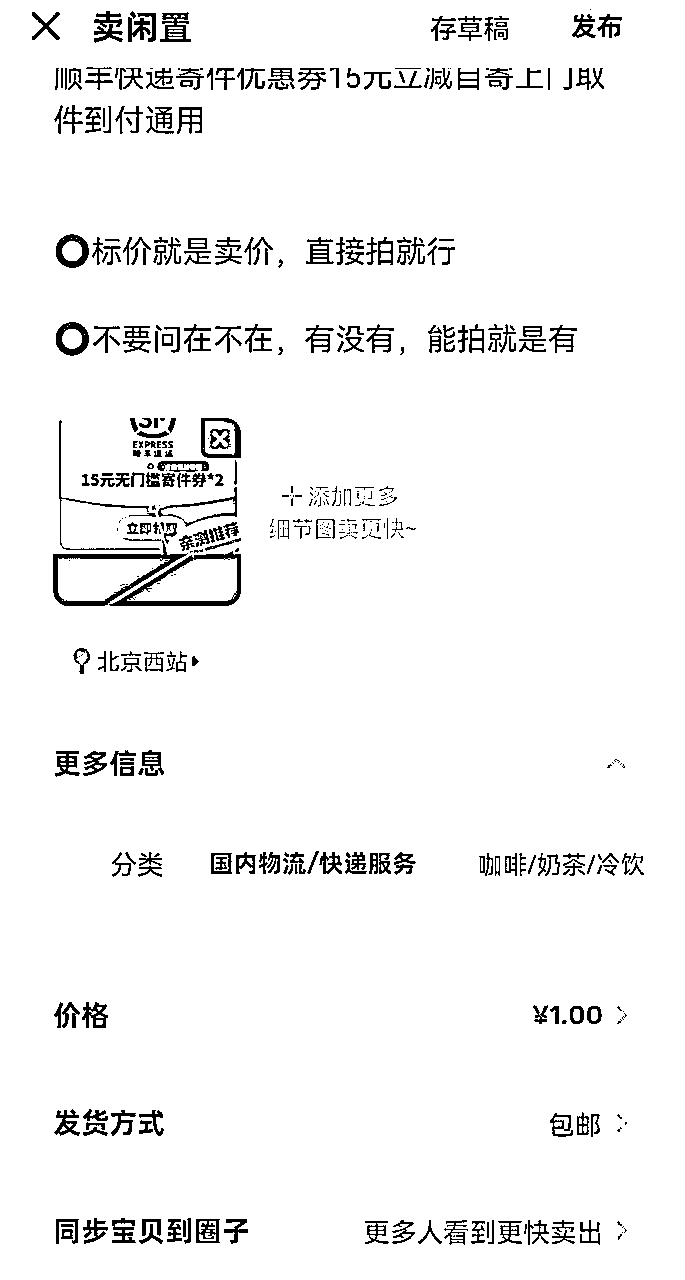 卖闲置 存草稿 发布
顺丰快递寄件优惠券15元立减自寄上门取
件到付通用
⭕标价就是卖价，直接拍就行
⭕不要问在不在，有没有，能拍就是有
EXPRESS
15元无门槛寄件券*2
立即领取
亲测推荐
添加更多
细节图卖更快~
北京西站
更多信息
分类 国内物流/快递服务 咖啡/奶茶/冷饮
价格 ¥1.00
发货方式 包邮
同步宝贝到圈子 更多人看到更快卖出